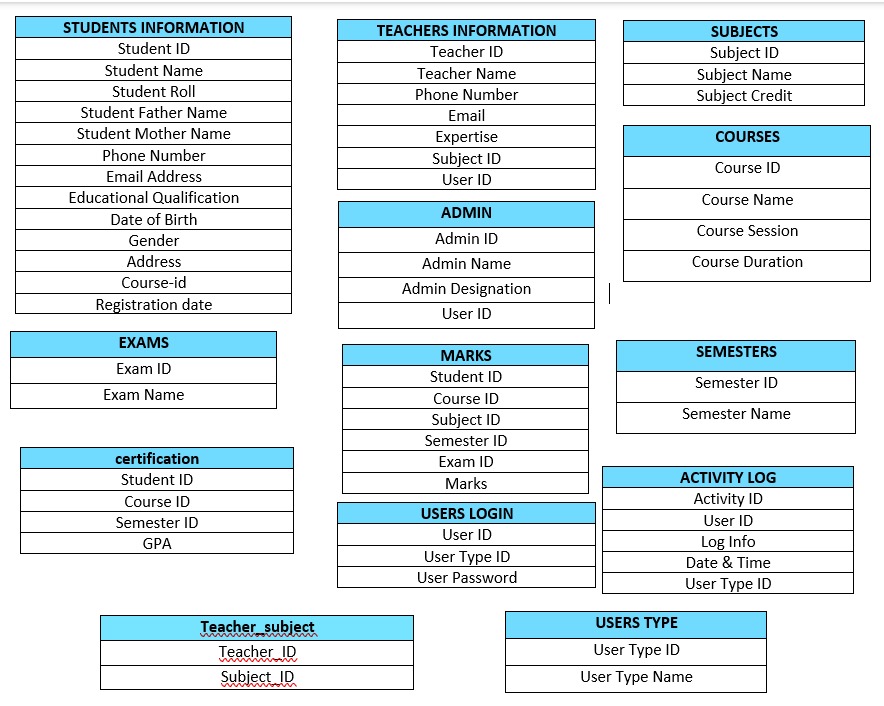 STUDENTS INFORMATION
Student ID
Student Name
Student Roll
Student Father Name
Student Mother Name
Phone Number
Email Address
Educational Qualification
Date of Birth
Gender
Address
Course-id
Registration date
TEACHERS INFORMATION
Teacher ID
Teacher Name
Phone Number
Email
Expertise
Subject ID
User ID
SUBJECTS
Subject ID
Subject Name
Subject Credit
COURSES
Course ID
Course Name
Course Session
Course Duration
ADMIN
Admin ID
Admin Name
Admin Designation
User ID
EXAMS
Exam ID
Exam Name
MARKS
Student ID
Course ID
Subject ID
Semester ID
Exam ID
Marks
SEMESTERS
Semester ID
Semester Name
certification
Student ID
Course ID
Semester ID
GPA
USERS LOGIN
User ID
User Type ID
User Password
ACTIVITY LOG
Activity ID
User ID
Log Info
Date & Time
User Type ID
Teacher_subject
Teacher_ID
Subject_ID
USERS TYPE
User Type ID
User Type Name